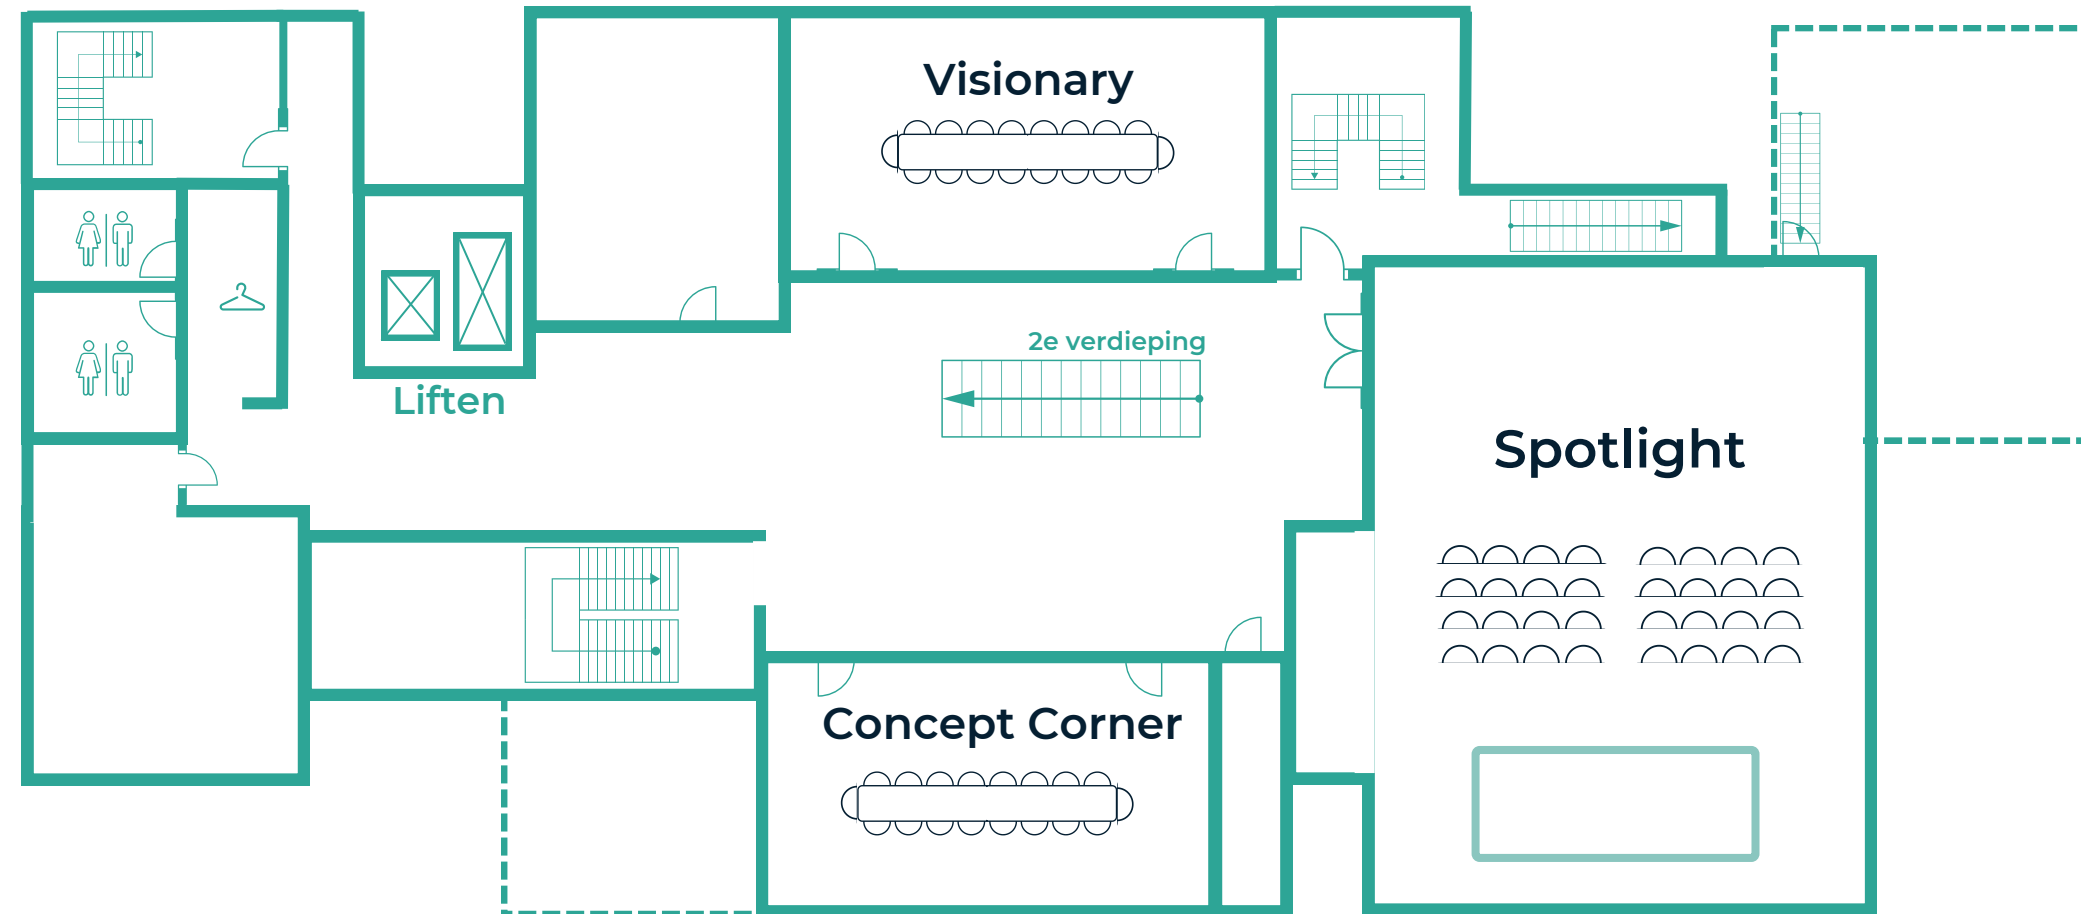 Visionary
2e verdieping
Liften
Spotlight
Concept Corner